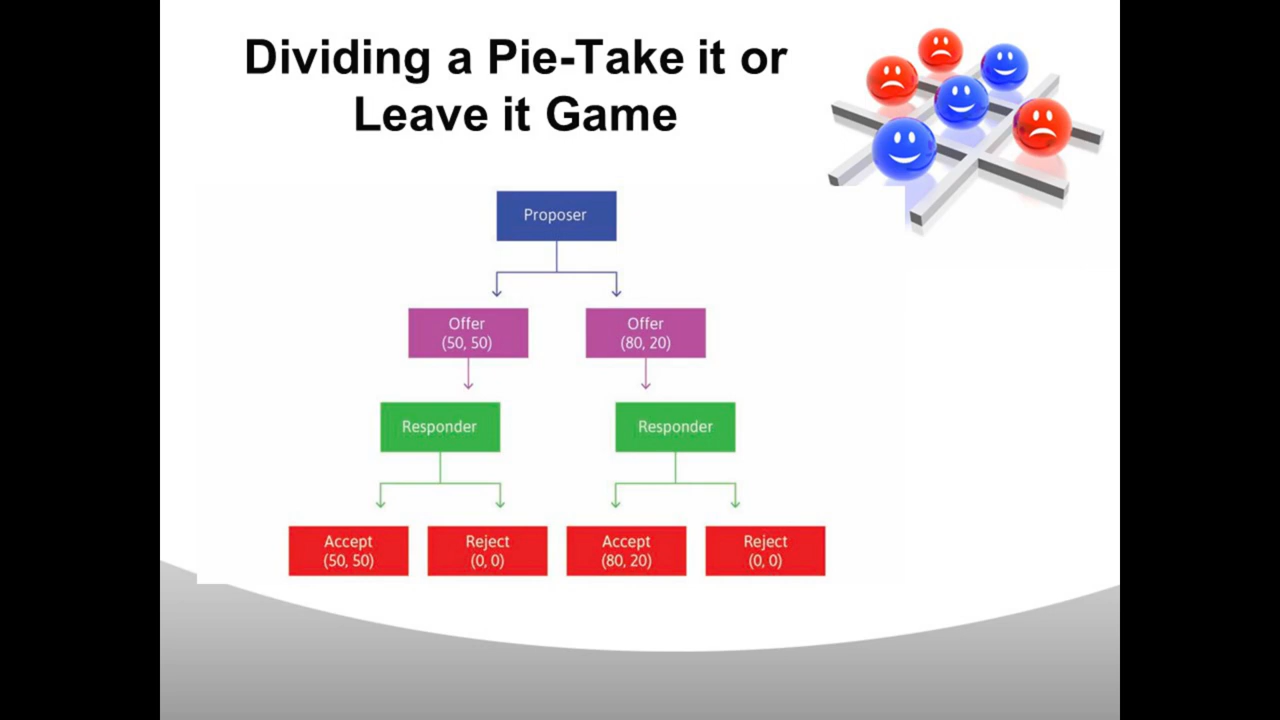 Dividing a Pie-Take it or
Leave it Game
Proposer
Offer
(50, 50)
Offer
(80, 20)
Responder
Responder
Accept
(50, 50)
Reject
(0, 0)
Accept
(80, 20)
Reject
(0, 0)